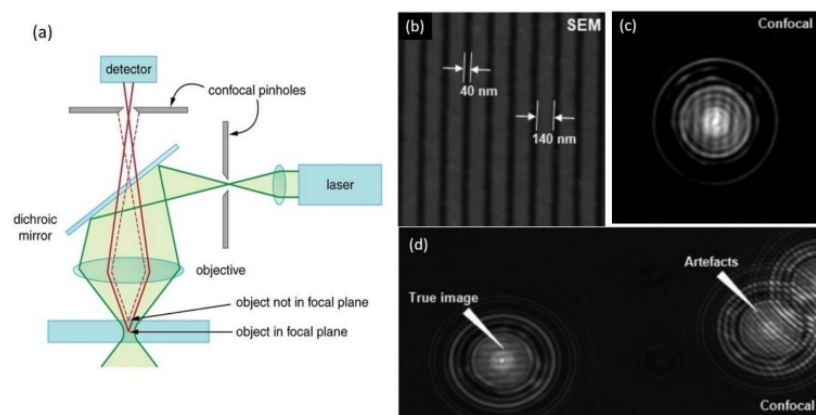 (a)
detector
confocal pinholes
laser
dichroic
mirror
objective
object not in focal plane
object in focal plane
(b)
SEM
40 nm
140 nm
(c)
Confocal
(d)
True image
Artefacts
Confocal